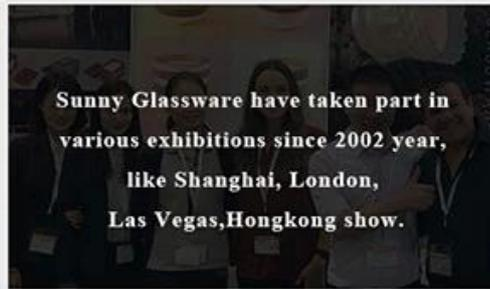 Sunny Glassware have taken part in
various exhibitions since 2002 year,
like Shanghai, London,
Las Vegas,Hongkong show.